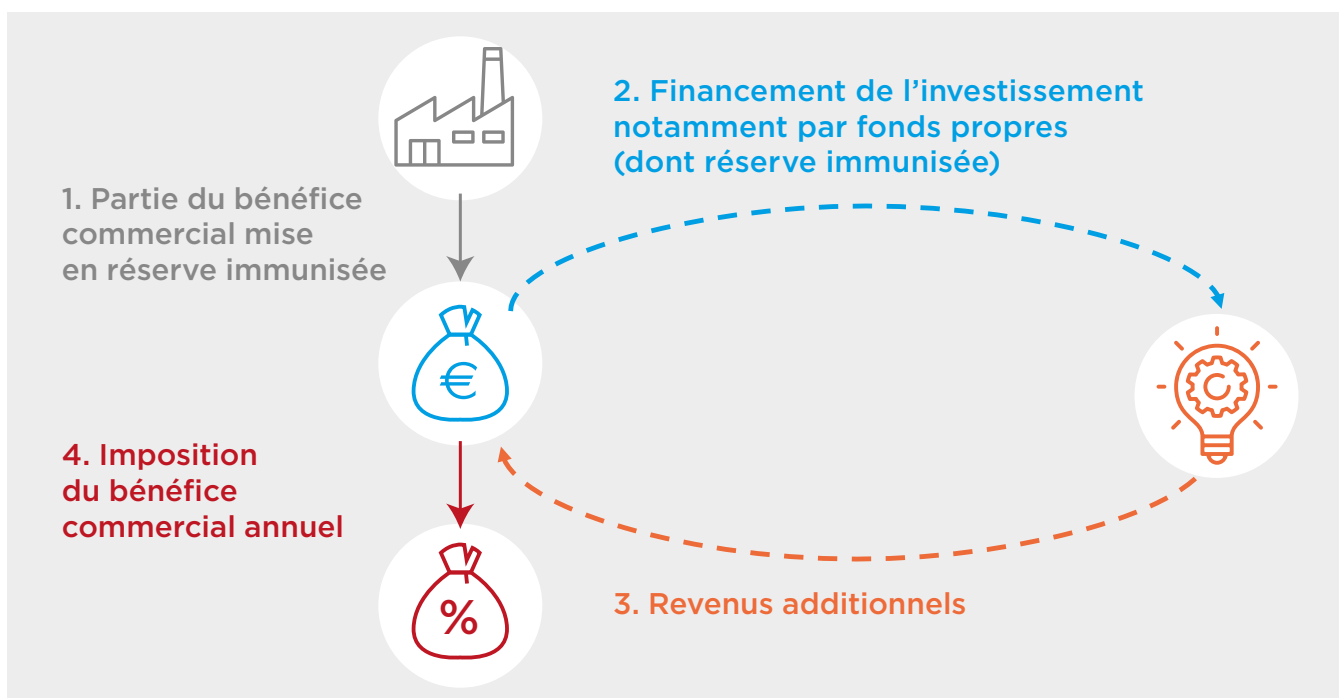 1. Partie du bénéfice
commercial mise
en réserve immunisée
2. Financement de l’investissement
notamment par fonds propres
(dont réserve immunisée)
€
4. Imposition
du bénéfice
commercial annuel
%
3. Revenus additionnels